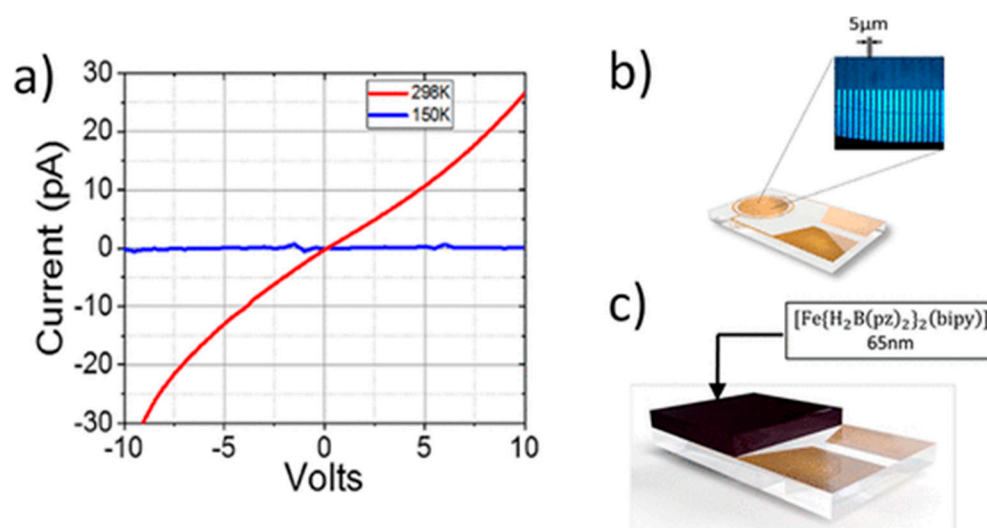 a)
30
20
10
0
-10
-20
-30
Current (pA)
-10
-5
0
5
10
Volts
298K
150K
b)
5µm
c)
[Fe{H₂B(pz)₂}₂(bipy)]
65nm